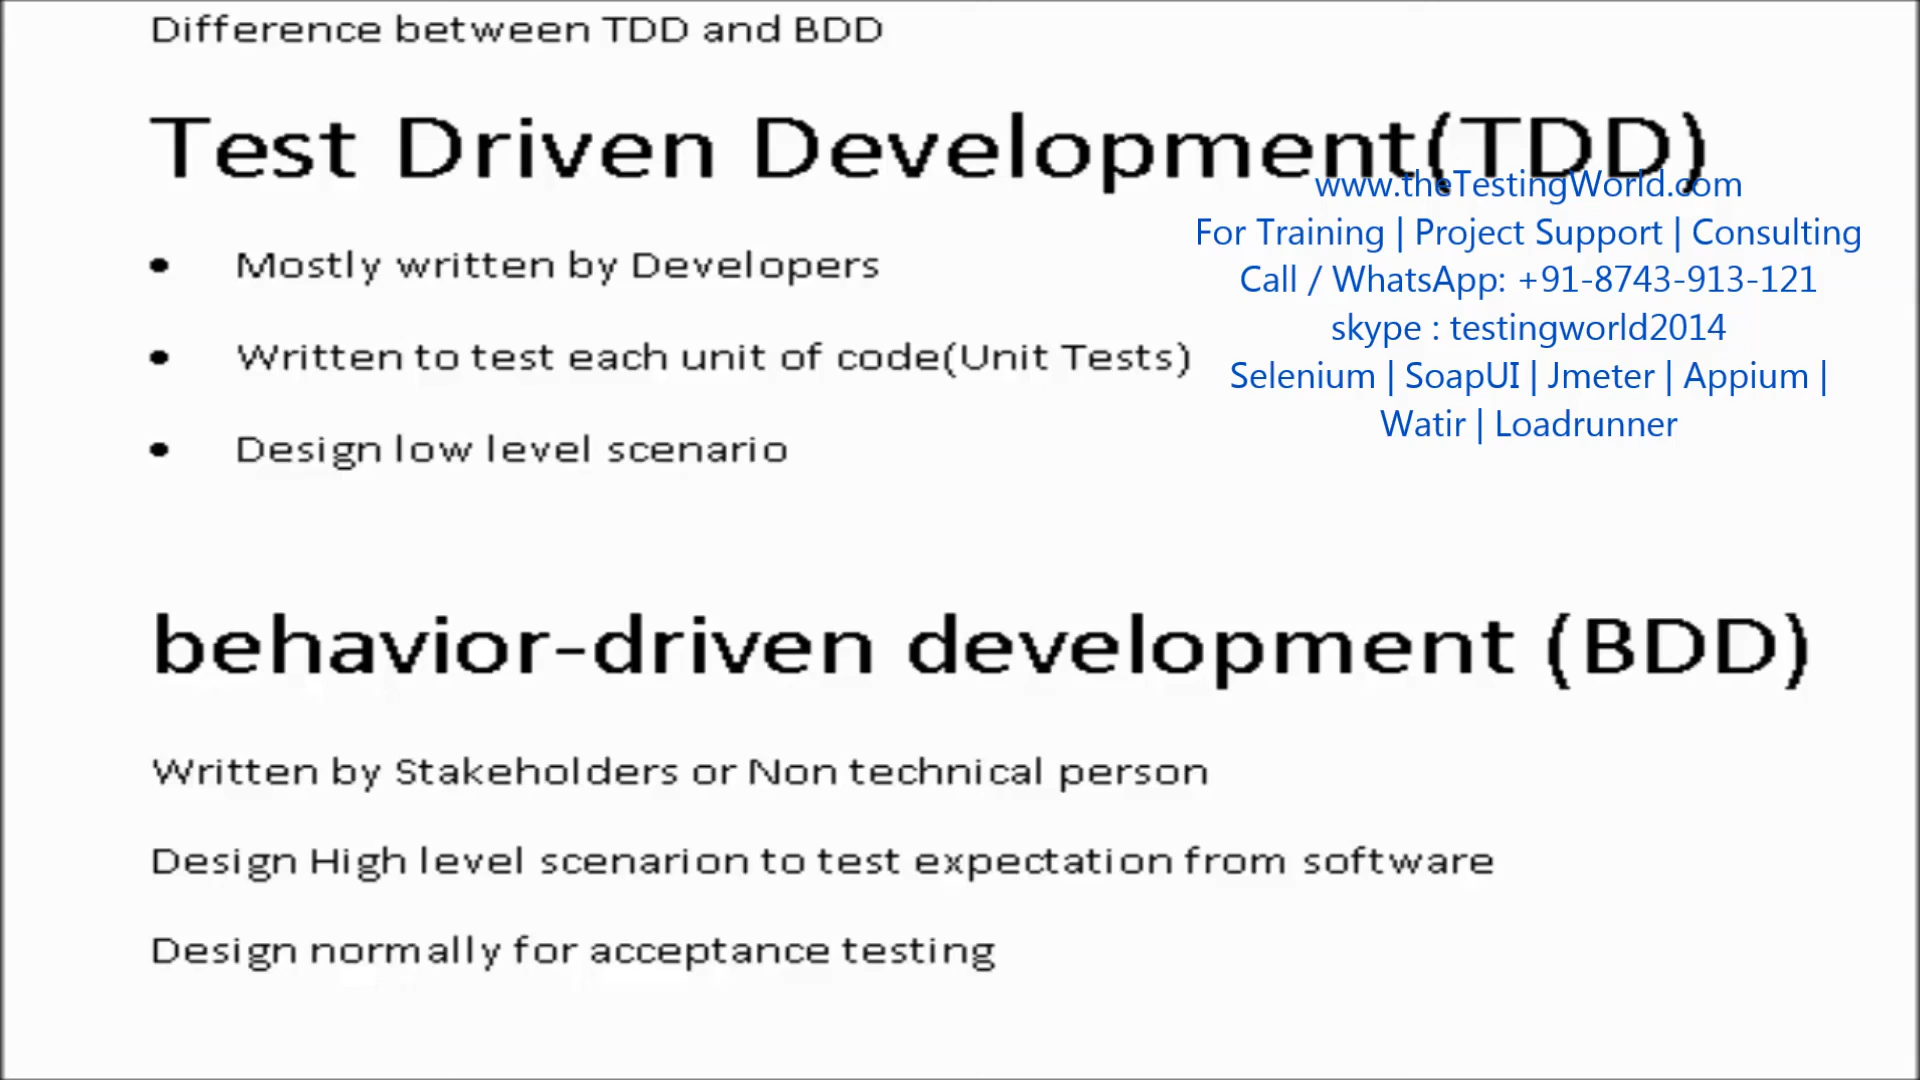 Difference between TDD and BDD
Test Driven Development(TDD)
www.theTestingWorld.com
For Training | Project Support | Consulting
Call / WhatsApp: +91-8743-913-121
skype : testingworld2014
Selenium | SoapUI | Jmeter | Appium |
Watir | Loadrunner
• Mostly written by Developers
• Written to test each unit of code(Unit Tests)
• Design low level scenario
behavior-driven development (BDD)
Written by Stakeholders or Non technical person
Design High level scenarion to test expectation from software
Design normally for acceptance testing